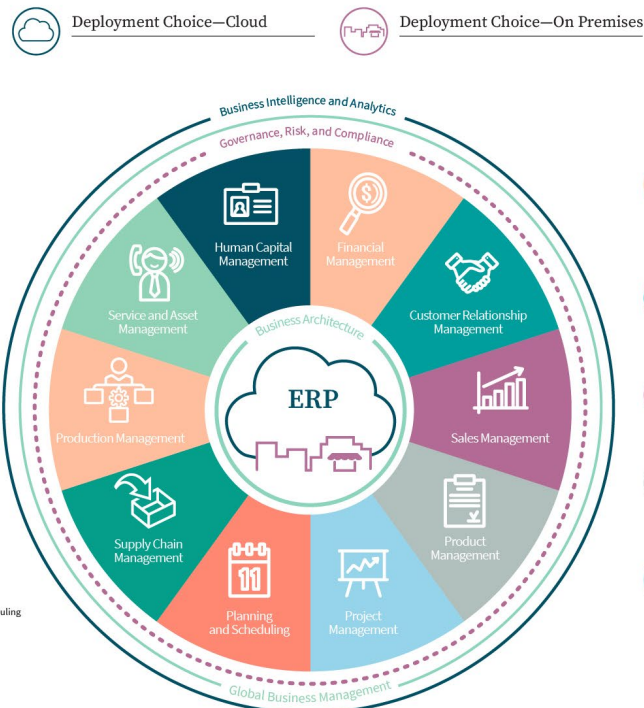 Deployment Choice—Cloud
Deployment Choice—On Premises
Business Intelligence and Analytics
Governance, Risk, and Compliance
Human Capital
Management
Financial
Management
Service and Asset
Management
Customer Relationship
Management
Business Architecture
ERP
Production Management
Sales Management
Supply Chain
Management
Product
Management
11
Planning
and Scheduling
Project
Management
uling
Global Business Management